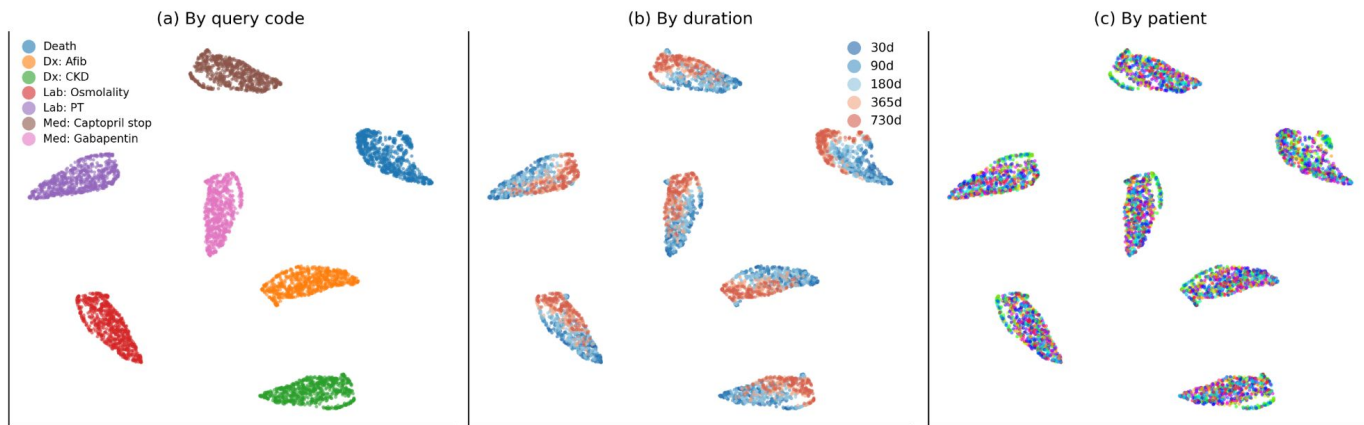 (a) By query code
Death
Dx: Afib
Dx: CKD
Lab: Osmolality
Lab: PT
Med: Captopril stop
Med: Gabapentin
(b) By duration
30d
90d
180d
365d
730d
(c) By patient